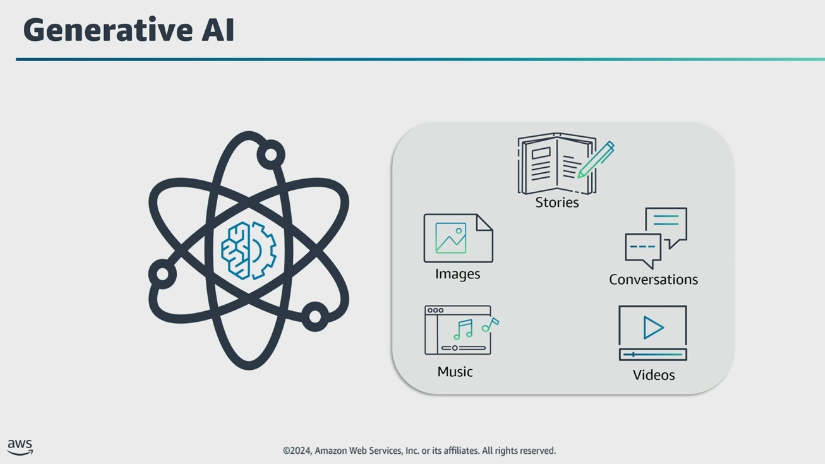 Generative AI
Stories
Images
Conversations
Music
Videos
aws
©2024, Amazon Web Services, Inc. or its affiliates. All rights reserved.